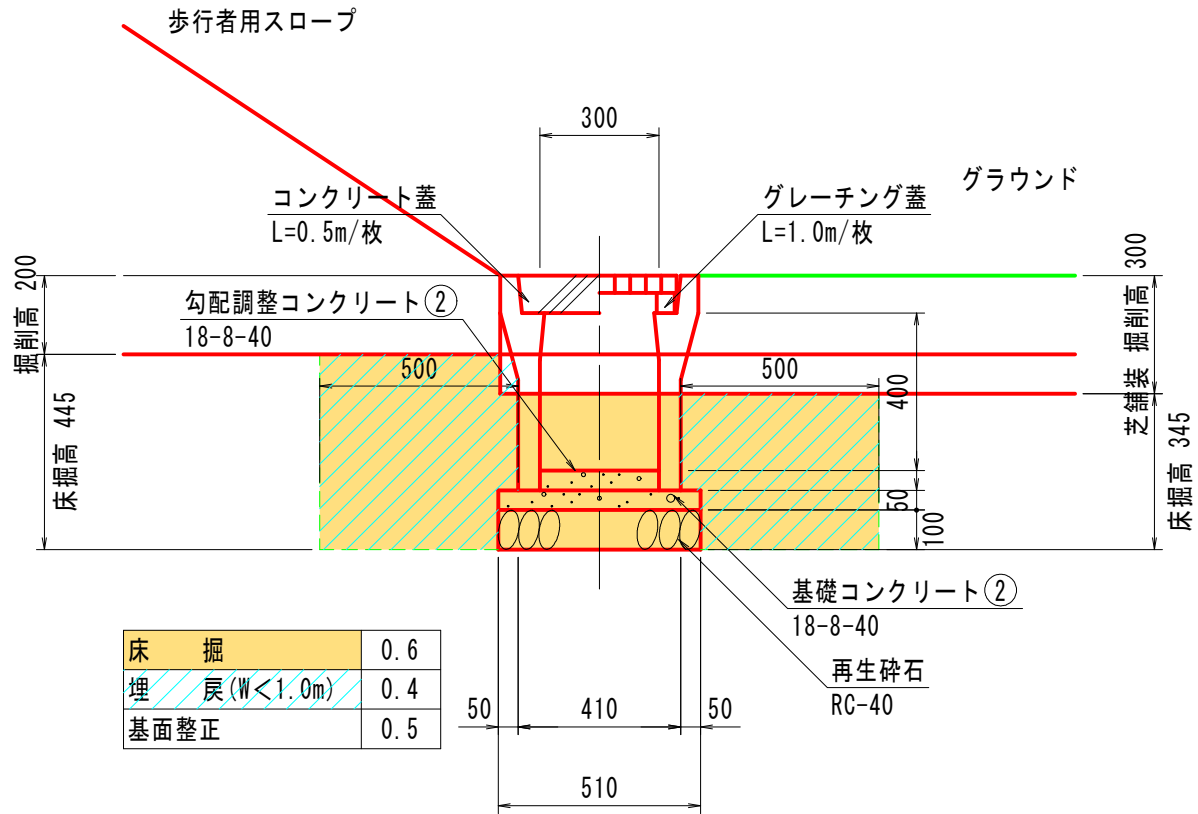 歩行者用スロープ
300
グラウンド
コンクリート蓋
L=0.5m/枚
グレーチング蓋
L=1.0m/枚
掘削高 200
勾配調整コンクリート②
18-8-40
芝舗装 掘削高 300
500
500
400
床掘高 445
床掘高 345
50
100
基礎コンクリート②
18-8-40
再生砕石
RC-40
床 掘 0.6
埋 戻(W<1.0m) 0.4
基面整正 0.5
50
410
50
510